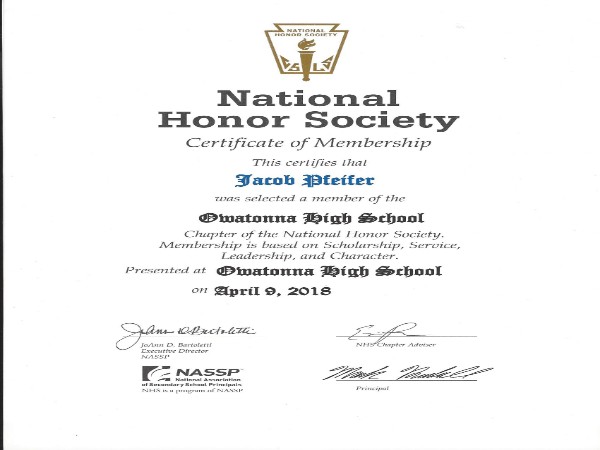 NATIONAL
HONOR SOCIETY
National
Honor Society
Certificate of Membership
This certifies that
Jacob Pfeifer
was selected a member of the
Owatonna High School
Chapter of the National Honor Society.
Membership is based on Scholarship, Service,
Leadership, and Character.
Presented at Owatonna High School
on April 9, 2018
JoAnn D. Bartoletti
JoAnn D. Bartoletti
Executive Director
NASSP
NHS Chapter Adviser
NASSP
National Association
of Secondary School Principals
NHS is a program of NASSP
Principal